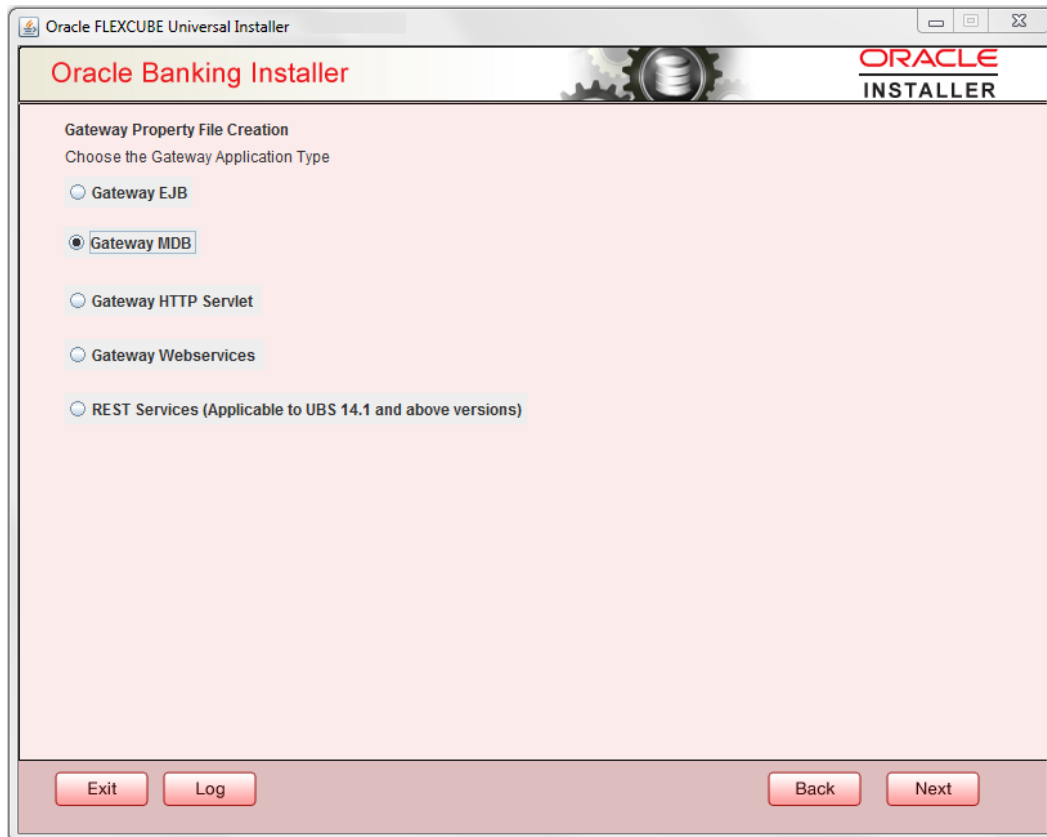 Oracle FLEXCUBE Universal Installer
Oracle Banking Installer
ORACLE
INSTALLER
Gateway Property File Creation
Choose the Gateway Application Type
Gateway EJB
Gateway MDB
Gateway HTTP Servlet
Gateway Webservices
REST Services (Applicable to UBS 14.1 and above versions)
Exit Log Back Next